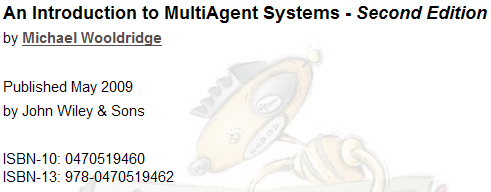 An Introduction to MultiAgent Systems - Second Edition
by Michael Wooldridge
Published May 2009
by John Wiley & Sons
ISBN-10: 0470519460
ISBN-13: 978-0470519462